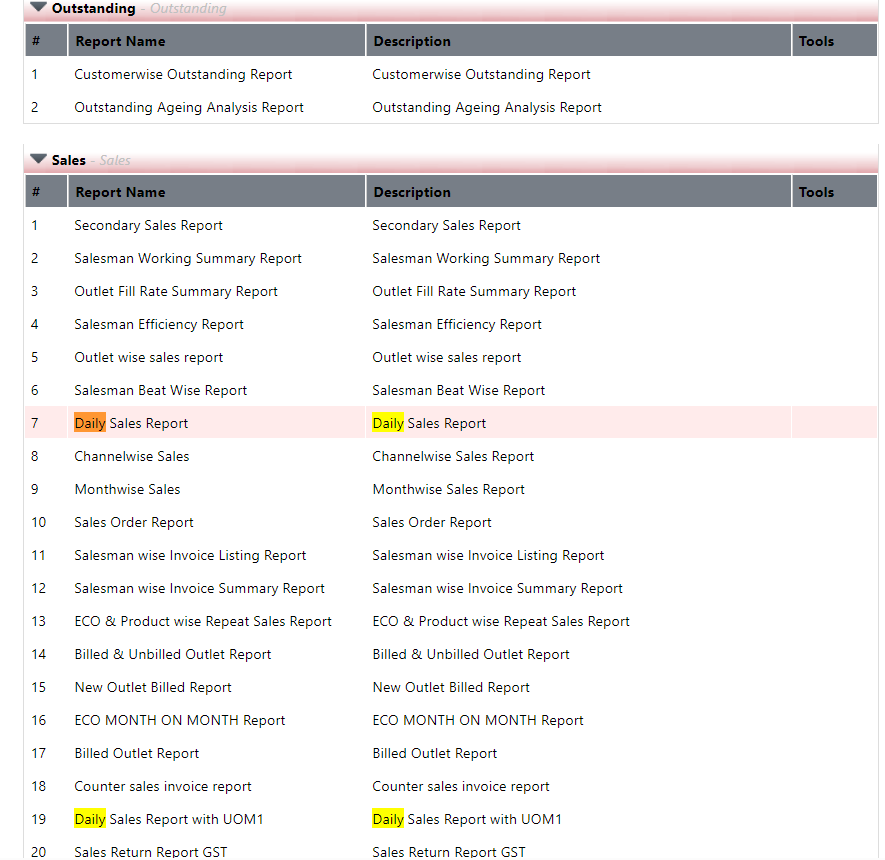 Outstanding - Outstanding
# Report Name Description Tools
1 Customerwise Outstanding Report Customerwise Outstanding Report
2 Outstanding Ageing Analysis Report Outstanding Ageing Analysis Report
Sales - Sales
# Report Name Description Tools
1 Secondary Sales Report Secondary Sales Report
2 Salesman Working Summary Report Salesman Working Summary Report
3 Outlet Fill Rate Summary Report Outlet Fill Rate Summary Report
4 Salesman Efficiency Report Salesman Efficiency Report
5 Outlet wise sales report Outlet wise sales report
6 Salesman Beat Wise Report Salesman Beat Wise Report
7 Daily Sales Report Daily Sales Report
8 Channelwise Sales Channelwise Sales Report
9 Monthwise Sales Monthwise Sales Report
10 Sales Order Report Sales Order Report
11 Salesman wise Invoice Listing Report Salesman wise Invoice Listing Report
12 Salesman wise Invoice Summary Report Salesman wise Invoice Summary Report
13 ECO & Product wise Repeat Sales Report ECO & Product wise Repeat Sales Report
14 Billed & Unbilled Outlet Report Billed & Unbilled Outlet Report
15 New Outlet Billed Report New Outlet Billed Report
16 ECO MONTH ON MONTH Report ECO MONTH ON MONTH Report
17 Billed Outlet Report Billed Outlet Report
18 Counter sales invoice report Counter sales invoice report
19 Daily Sales Report with UOM1 Daily Sales Report with UOM1
20 Sales Return Report GST Sales Return Report GST